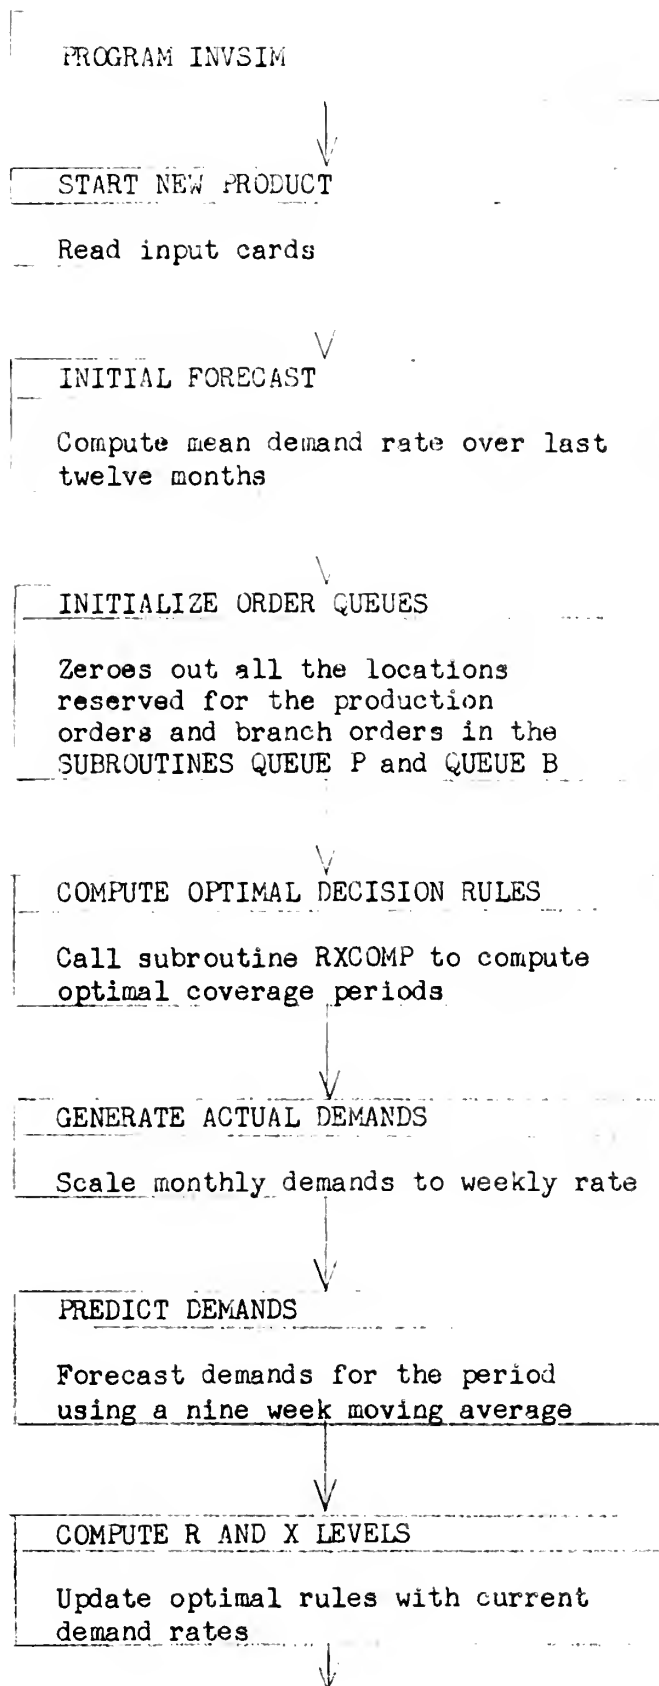 PROGRAM INVSIM
START NEW PRODUCT
Read input cards
INITIAL FORECAST
Compute mean demand rate over last
twelve months
INITIALIZE ORDER QUEUES
Zeroes out all the locations
reserved for the production
orders and branch orders in the
SUBROUTINES QUEUE P and QUEUE B
COMPUTE OPTIMAL DECISION RULES
Call subroutine RXCOMP to compute
optimal coverage periods
GENERATE ACTUAL DEMANDS
Scale monthly demands to weekly rate
PREDICT DEMANDS
Forecast demands for the period
using a nine week moving average
COMPUTE R AND X LEVELS
Update optimal rules with current
demand rates